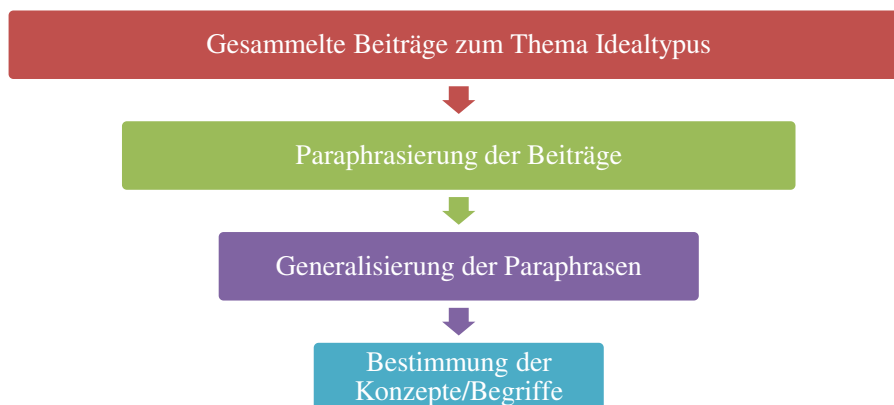 Gesammelte Beiträge zum Thema Idealtypus
Paraphrasierung der Beiträge
Generalisierung der Paraphrasen
Bestimmung der
Konzepte/Begriffe